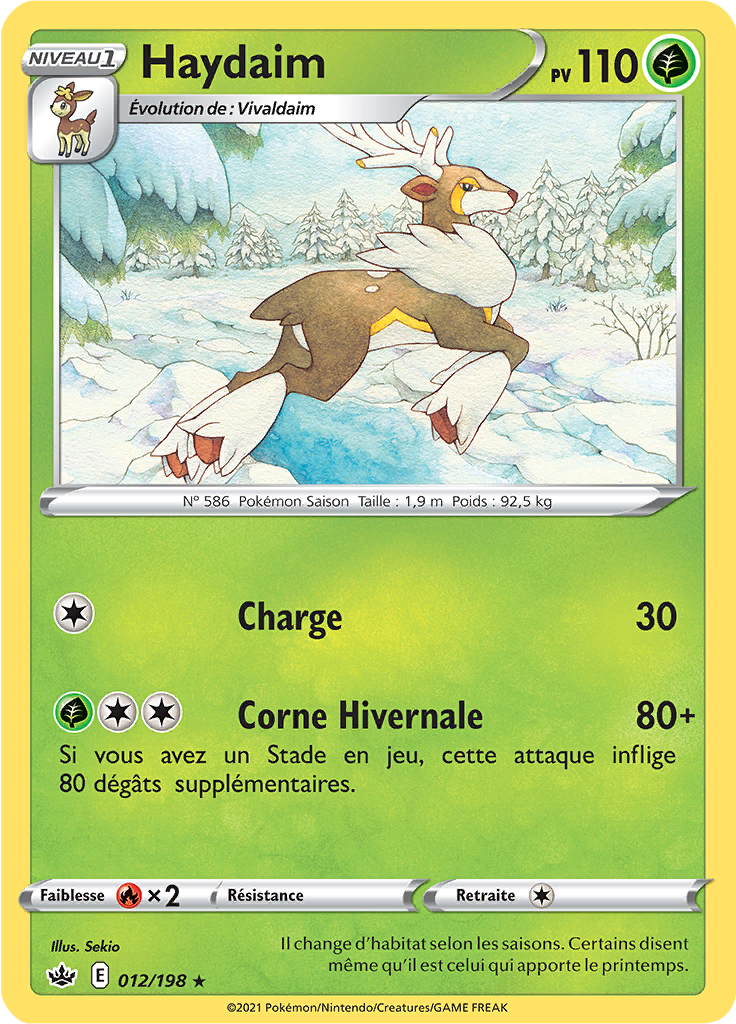 NIVEAU 1
Haydaim
PV 110
Évolution de : Vivaldaim
N° 586 Pokémon Saison Taille : 1,9 m Poids : 92,5 kg
Charge 30
Corne Hivernale 80+
Si vous avez un Stade en jeu, cette attaque inflige
80 dégâts supplémentaires.
Faiblesse ×2 Résistance Retraite
Illus. Sekio
Il change d'habitat selon les saisons. Certains disent
même qu'il est celui qui apporte le printemps.
E 012/198 ★
©2021 Pokémon/Nintendo/Creatures/GAME FREAK